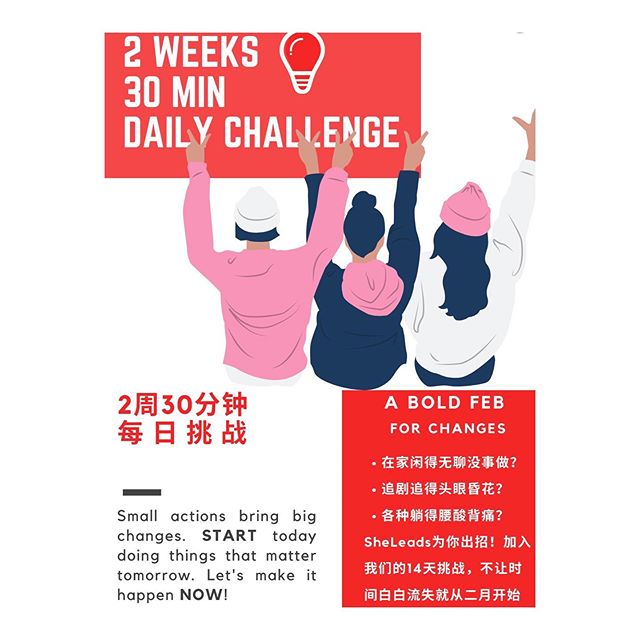 2 WEEKS
30 MIN
DAILY CHALLENGE
2周30分钟
每日挑战
Small actions bring big
changes. START today
doing things that matter
tomorrow. Let's make it
happen NOW!
A BOLD FEB
FOR CHANGES
• 在家闲得无聊没事做？
• 追剧追得头眼昏花？
• 各种躺得腰酸背痛？
SheLeads为你出招！加入
我们的14天挑战，不让时
间白白流失就从二月开始